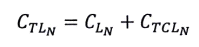 $C_{TL_N} = C_{L_N} + C_{TCL_N}$